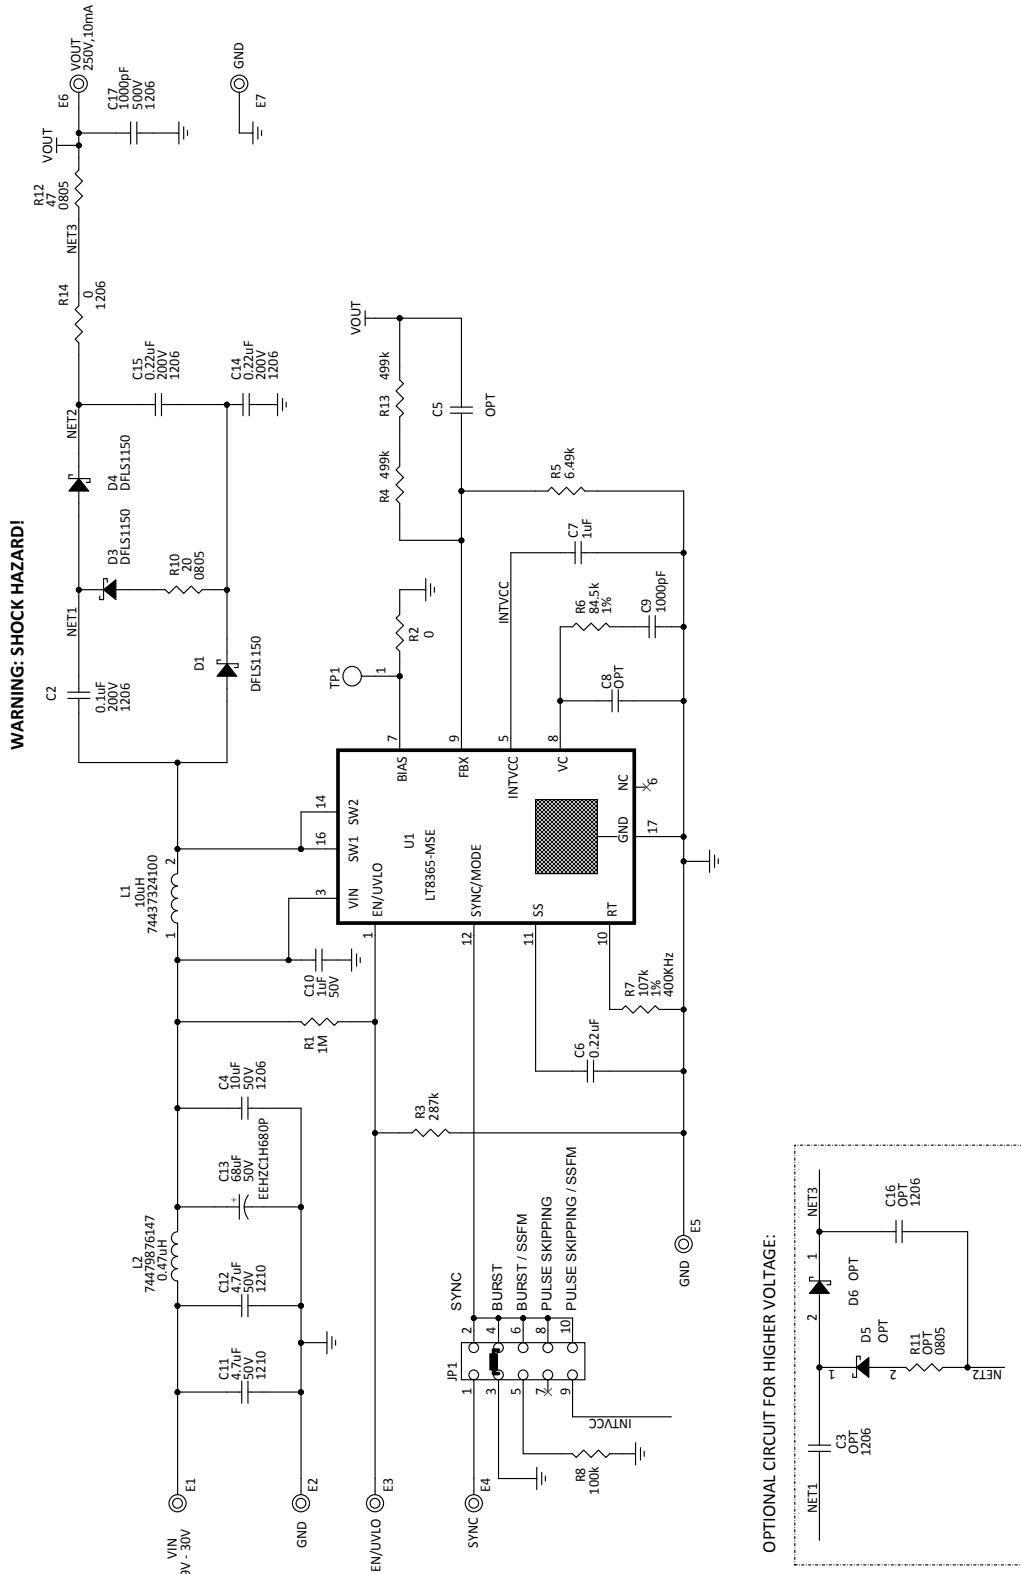 WARNING: SHOCK HAZARD!
VIN
9V - 30V
E1
C11
4.7uF
50V
1210
C12
4.7uF
50V
1210
L2
74479876147
0.47uH
C13
68uF
50V
EEHZC1H680P
+
C4
10uF
50V
1206
GND
E2
R1
1M
C10
1uF
50V
L1
10uH
74437324100
1
2
C2
0.1uF
200V
1206
NET1
D3
DFLS1150
R10
20
0805
D1
DFLS1150
D4
DFLS1150
NET2
C15
0.22uF
200V
1206
C14
0.22uF
200V
1206
R14
0
1206
NET3
R12
47
0805
VOUT
C17
1000pF
500V
1206
E6
VOUT
250V,10mA
GND
E7
EN/UVLO
E3
R3
287k
SYNC
E4
JP1
1
2
3
4
5
6
7
8
9
10
SYNC
BURST
BURST / SSFM
PULSE SKIPPING
PULSE SKIPPING / SSFM
INTVCC
R8
100k
U1
LT8365-MSE
3
VIN
16
SW1
14
SW2
1
EN/UVLO
12
SYNC/MODE
11
SS
10
RT
7
BIAS
9
FBX
5
INTVCC
8
VC
NC
6
GND
17
C6
0.22uF
R7
107k
1%
400KHz
TP1
1
R2
0
R4 499k
R13 499k
VOUT
C5
OPT
R5
6.49k
INTVCC
C7
1uF
R6
84.5k
1%
C8
OPT
C9
1000pF
GND
E5
OPTIONAL CIRCUIT FOR HIGHER VOLTAGE:
NET1
C3
OPT
1206
1
D5
OPT
2
R11
OPT
0805
NET2
2
D6 OPT
1
NET3
C16
OPT
1206